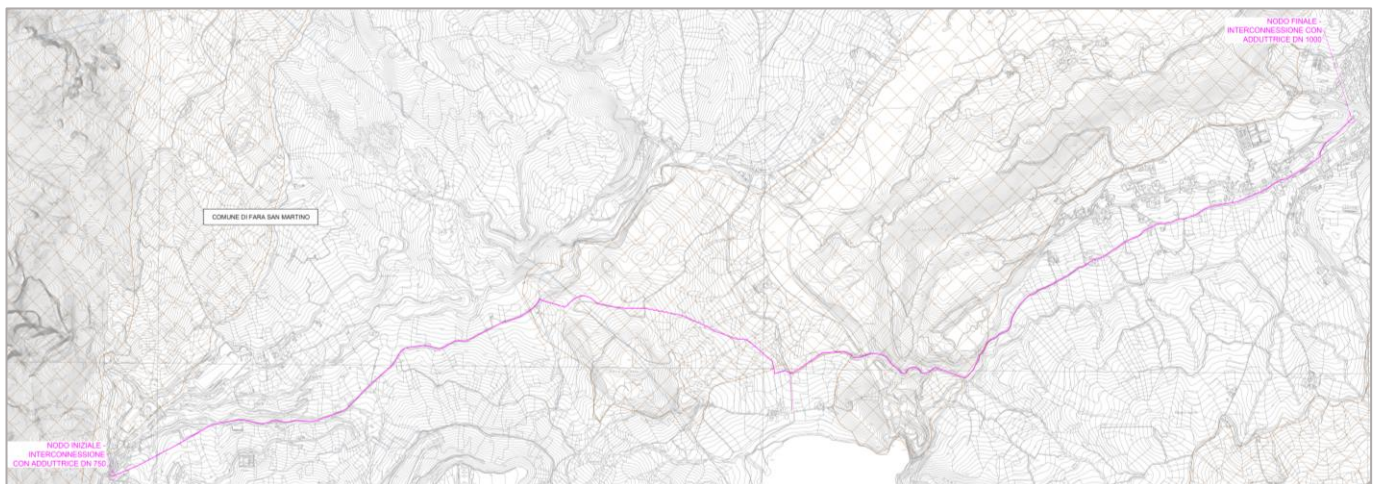 NODO FINALE -
INTERCONNESSIONE CON
ADDUTTRICE DN 1000
COMUNE DI FARA SAN MARTINO
NODO INIZIALE -
INTERCONNESSIONE
CON ADDUTTRICE DN 750